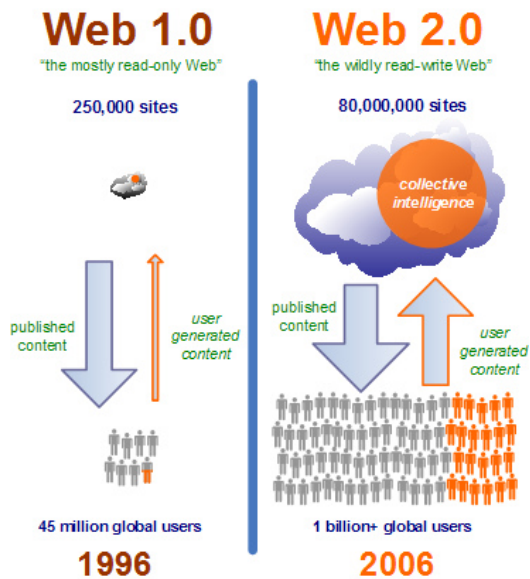 Web 1.0
"the mostly read-only Web"
250,000 sites
published
content
user
generated
content
45 million global users
1996
Web 2.0
"the wildly read-write Web"
80,000,000 sites
collective
intelligence
published
content
user
generated
content
1 billion+ global users
2006